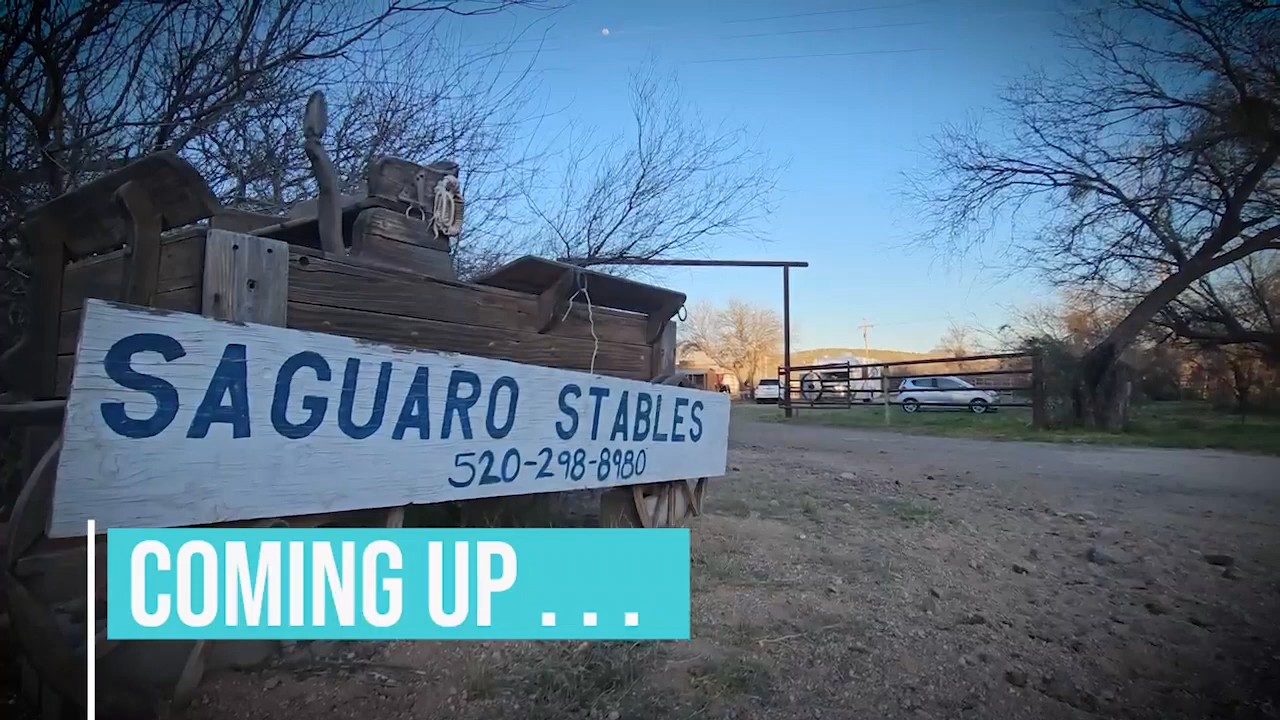 SAGUARO STABLES
520-298-8980
COMING UP . . .